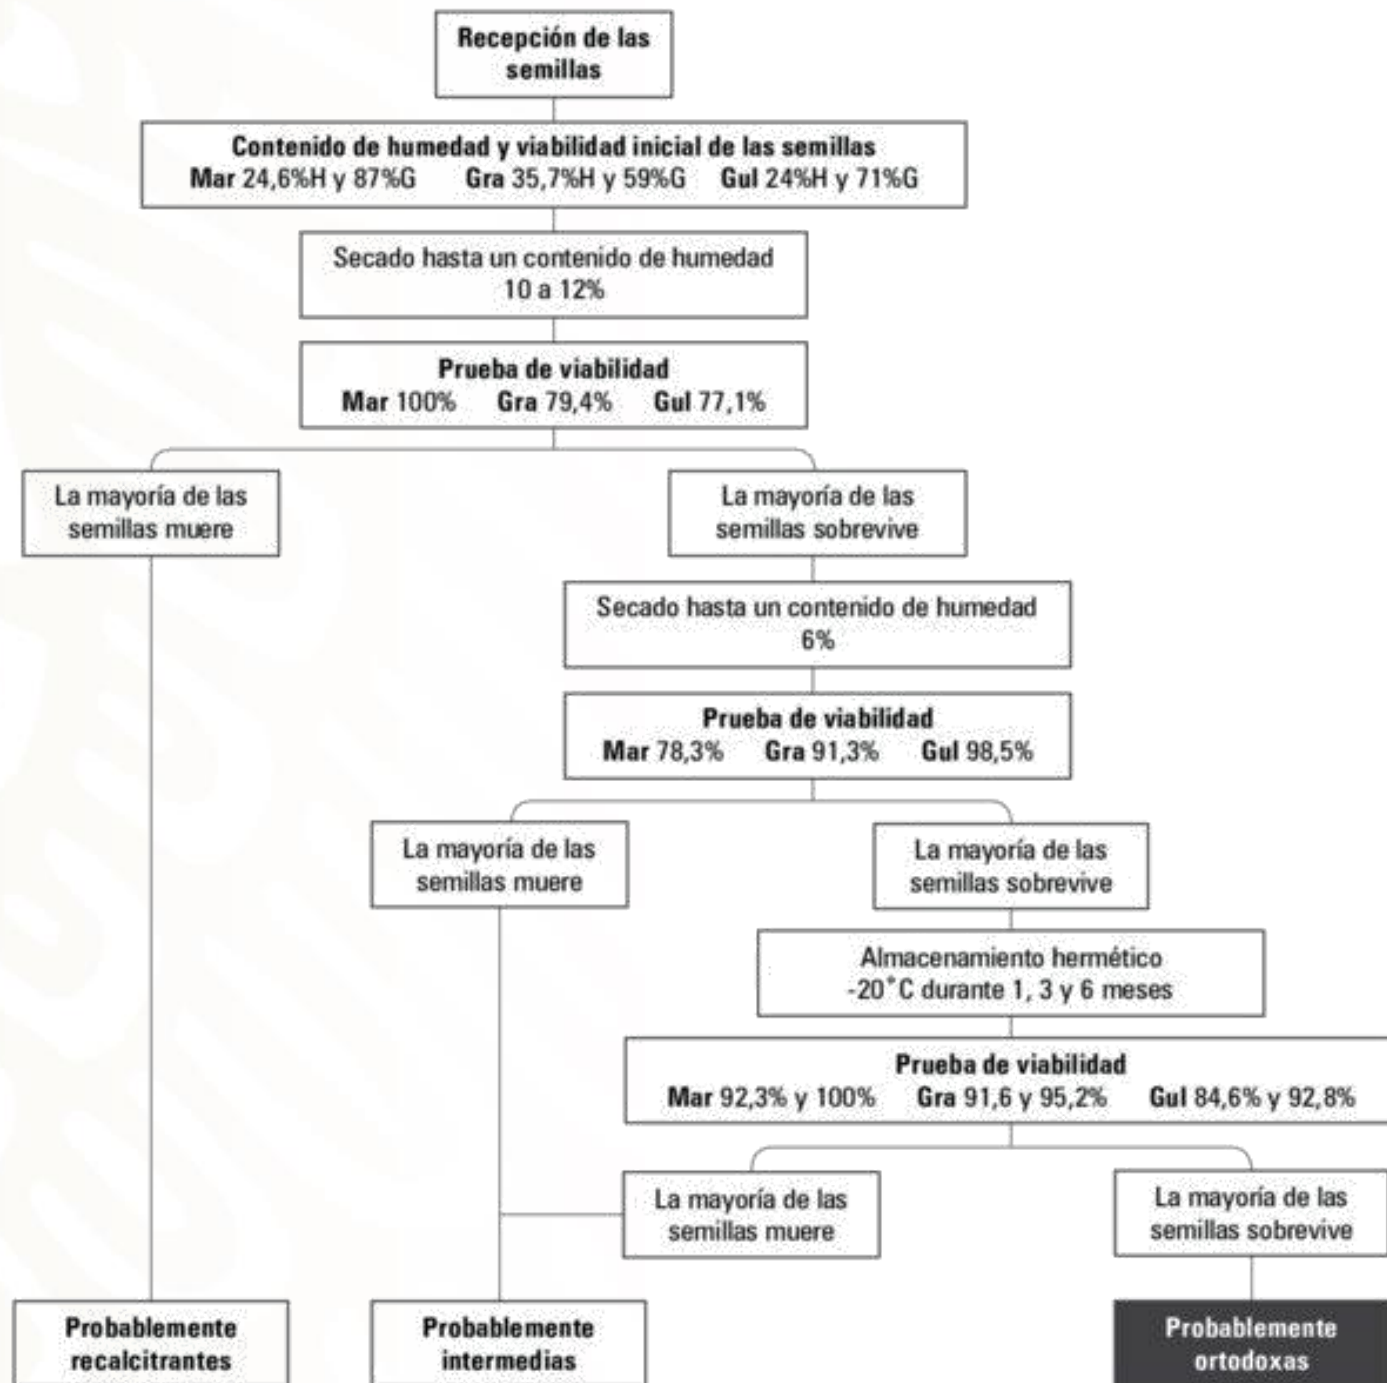 Recepción de las
semillas
Contenido de humedad y viabilidad inicial de las semillas
Mar 24,6%H y 87%G Gra 35,7%H y 59%G Gul 24%H y 71%G
Secado hasta un contenido de humedad
10 a 12%
Prueba de viabilidad
Mar 100% Gra 79,4% Gul 77,1%
La mayoría de las
semillas muere
La mayoría de las
semillas sobrevive
Secado hasta un contenido de humedad
6%
Prueba de viabilidad
Mar 78,3% Gra 91,3% Gul 98,5%
La mayoría de las
semillas muere
La mayoría de las
semillas sobrevive
Almacenamiento hermético
-20°C durante 1, 3 y 6 meses
Prueba de viabilidad
Mar 92,3% y 100% Gra 91,6 y 95,2% Gul 84,6% y 92,8%
La mayoría de las
semillas muere
La mayoría de las
semillas sobrevive
Probablemente
recalcitrantes
Probablemente
intermedias
Probablemente
ortodoxas